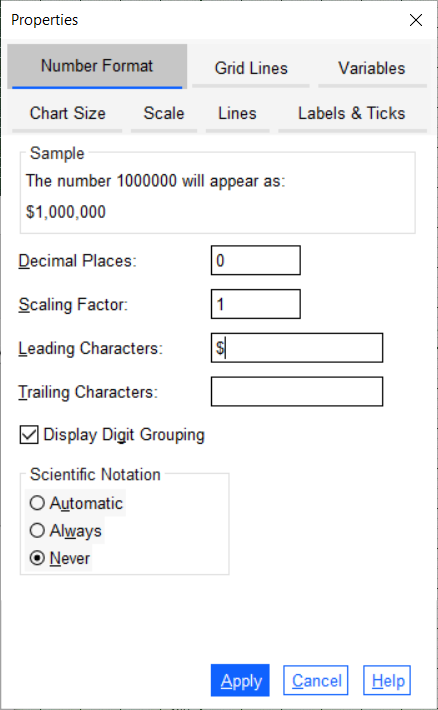 Properties
Number Format
Grid Lines
Variables
Chart Size
Scale
Lines
Labels & Ticks
Sample
The number 1000000 will appear as:
$1,000,000
Decimal Places: 0
Scaling Factor: 1
Leading Characters: $
Trailing Characters:
Display Digit Grouping
Scientific Notation
Automatic
Always
Never
Apply Cancel Help